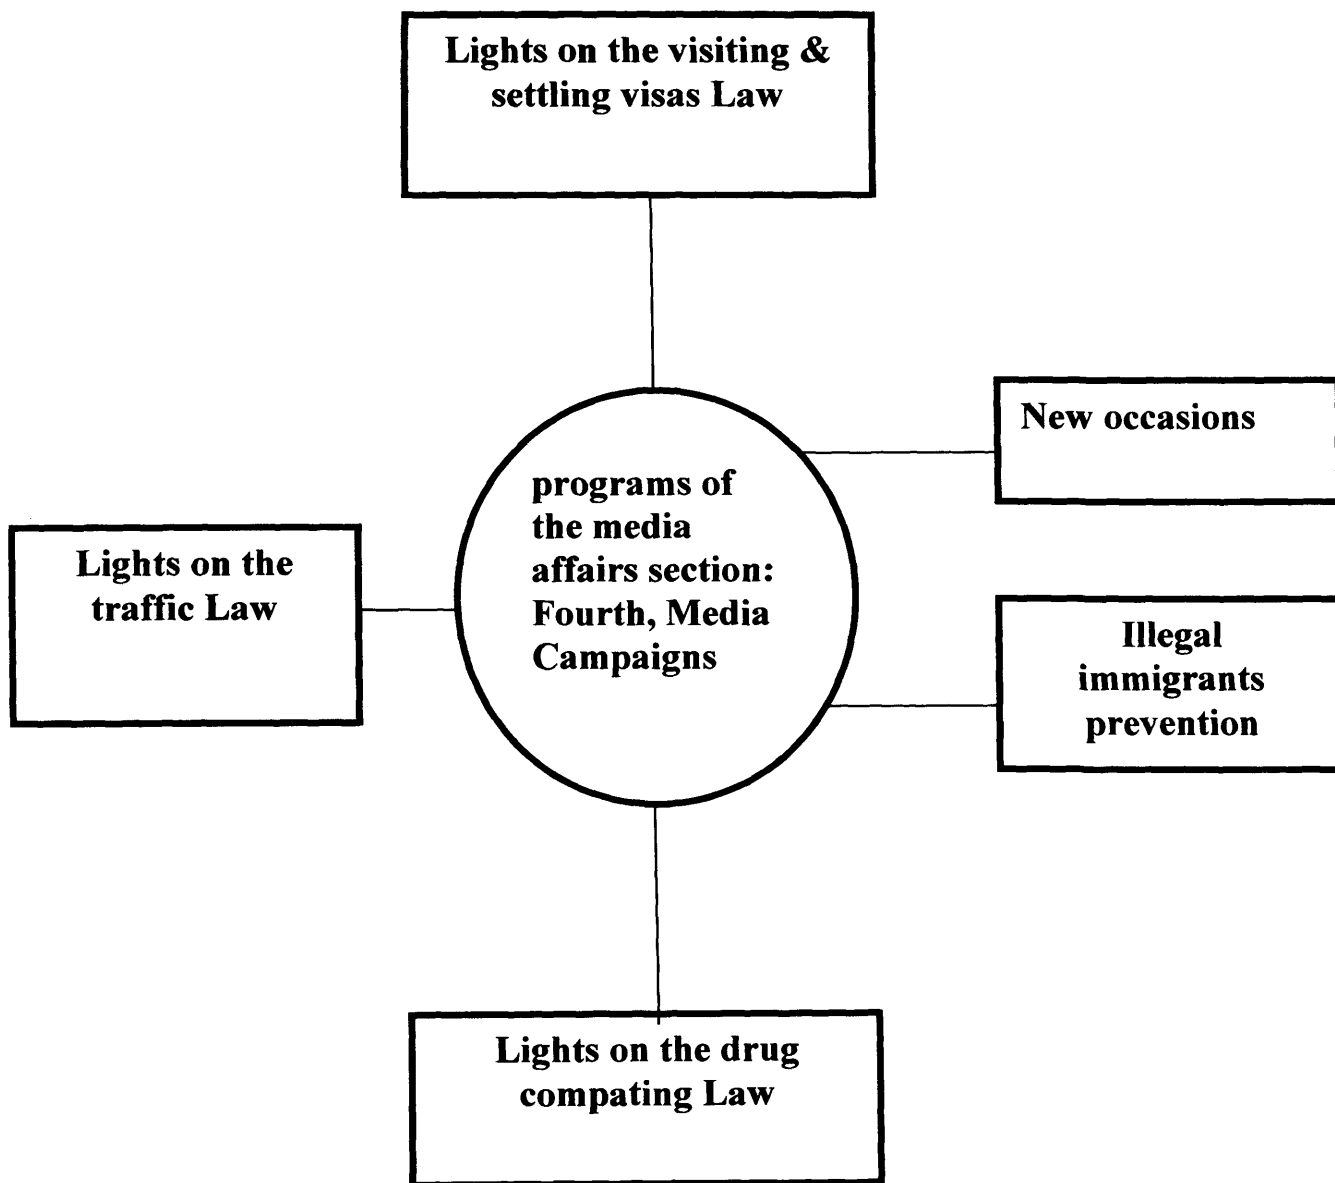 Lights on the visiting &
settling visas Law
New occasions
programs of
the media
affairs section:
Fourth, Media
Campaigns
Lights on the
traffic Law
Illegal
immigrants
prevention
Lights on the drug
compating Law